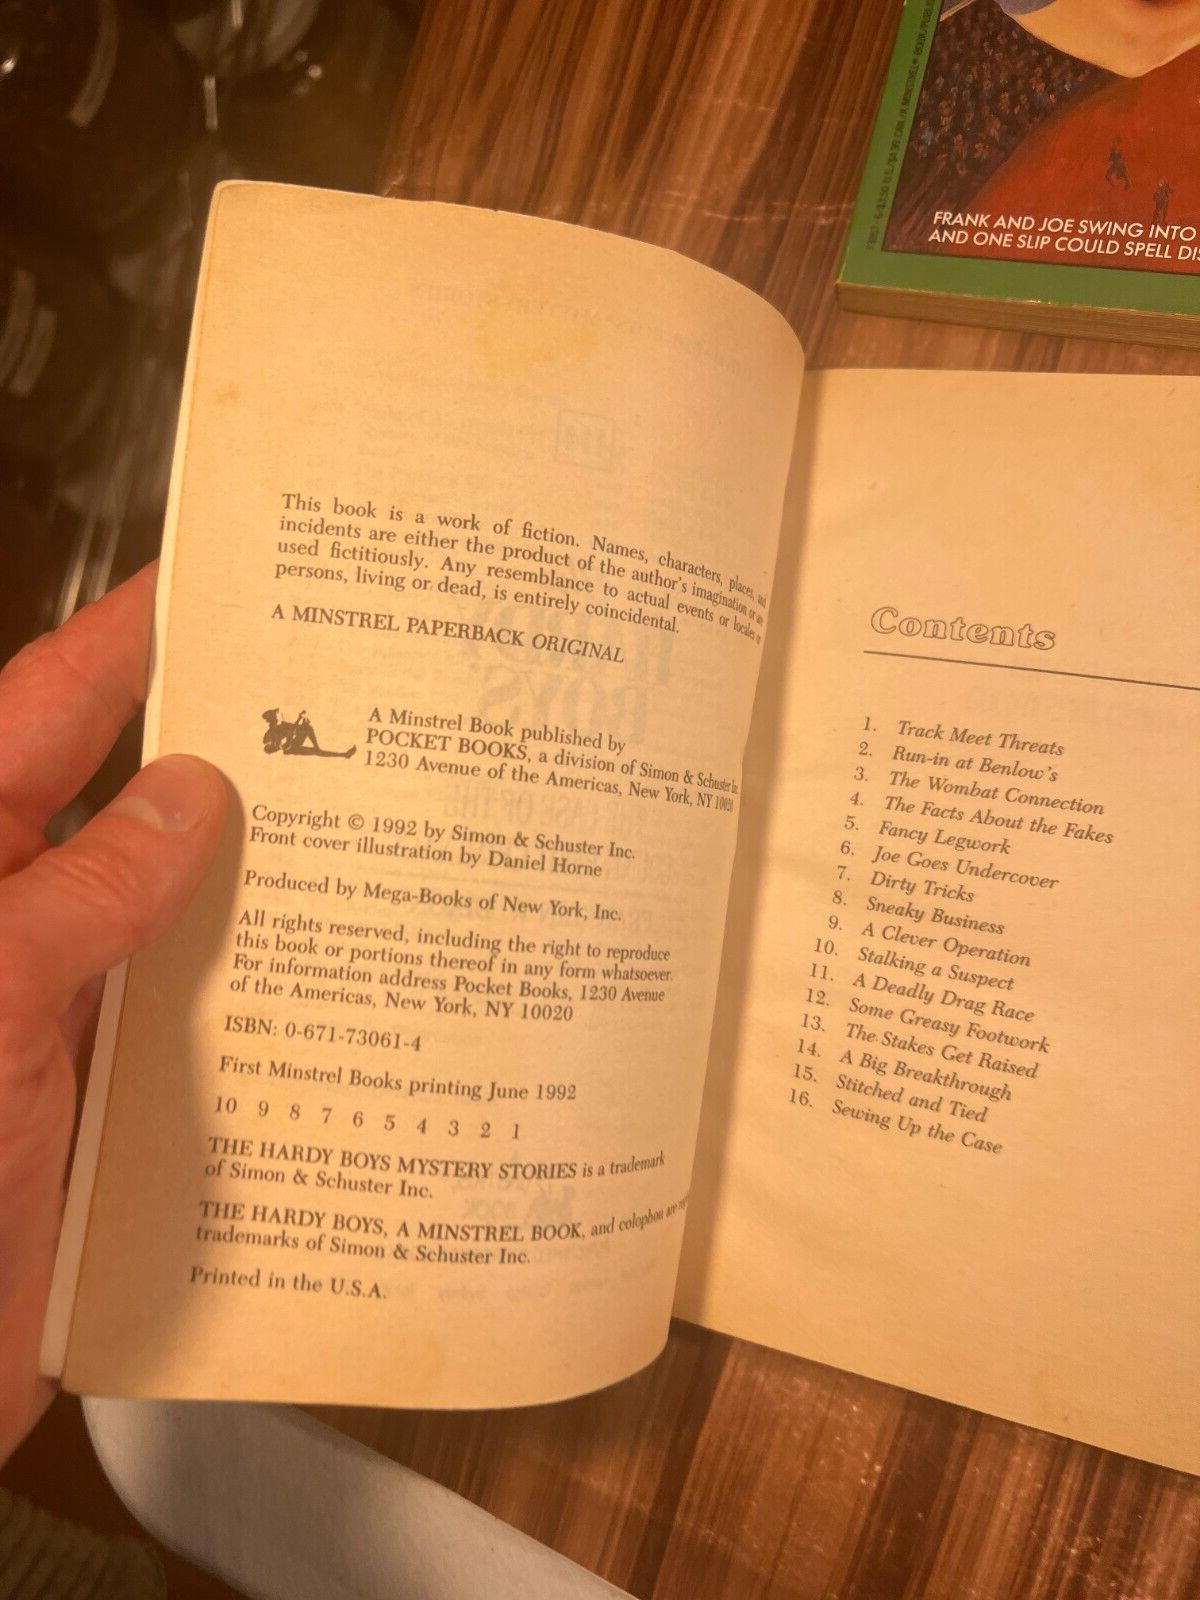 This book is a work of fiction. Names, characters, places, and
incidents are either the product of the author's imagination or are
used fictitiously. Any resemblance to actual events or locales or
persons, living or dead, is entirely coincidental.
A MINSTREL PAPERBACK ORIGINAL
A Minstrel Book published by
POCKET BOOKS, a division of Simon & Schuster Inc.
1230 Avenue of the Americas, New York, NY 10020
Copyright © 1992 by Simon & Schuster Inc.
Front cover illustration by Daniel Horne
Produced by Mega-Books of New York, Inc.
All rights reserved, including the right to reproduce
this book or portions thereof in any form whatsoever.
For information address Pocket Books, 1230 Avenue
of the Americas, New York, NY 10020
ISBN: 0-671-73061-4
First Minstrel Books printing June 1992
10 9 8 7 6 5 4 3 2 1
THE HARDY BOYS MYSTERY STORIES is a trademark
of Simon & Schuster Inc.
THE HARDY BOYS, A MINSTREL BOOK, and colophon are
trademarks of Simon & Schuster Inc.
Printed in the U.S.A.
Contents
1. Track Meet Threats
2. Run-in at Benlow's
3. The Wombat Connection
4. The Facts About the Fakes
5. Fancy Legwork
6. Joe Goes Undercover
7. Dirty Tricks
8. Sneaky Business
9. A Clever Operation
10. Stalking a Suspect
11. A Deadly Drag Race
12. Some Greasy Footwork
13. The Stakes Get Raised
14. A Big Breakthrough
15. Stitched and Tied
16. Sewing Up the Case
FRANK AND JOE SWING INTO
AND ONE SLIP COULD SPELL DIS